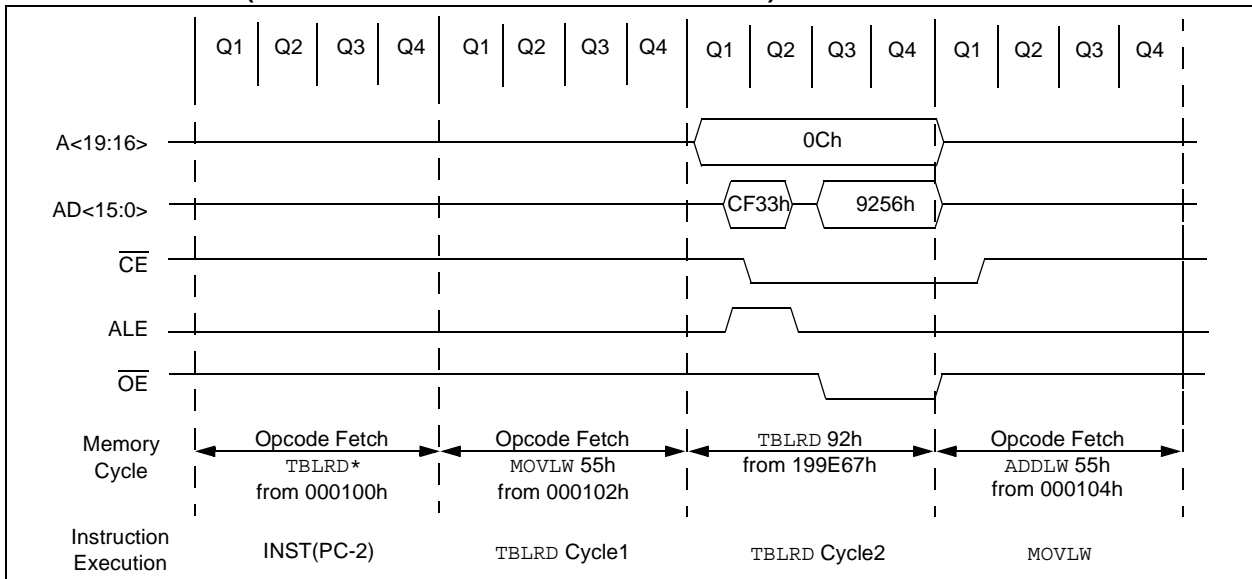 Q1 Q2 Q3 Q4 Q1 Q2 Q3 Q4 Q1 Q2 Q3 Q4 Q1 Q2 Q3 Q4
A<19:16> 0Ch
AD<15:0> CF33h 9256h
CE
ALE
OE
Memory
Cycle
Opcode Fetch
TBLRD*
from 000100h
Opcode Fetch
MOVLW 55h
from 000102h
TBLRD 92h
from 199E67h
Opcode Fetch
ADDLW 55h
from 000104h
Instruction
Execution
INST(PC-2)
TBLRD Cycle1
TBLRD Cycle2
MOVLW